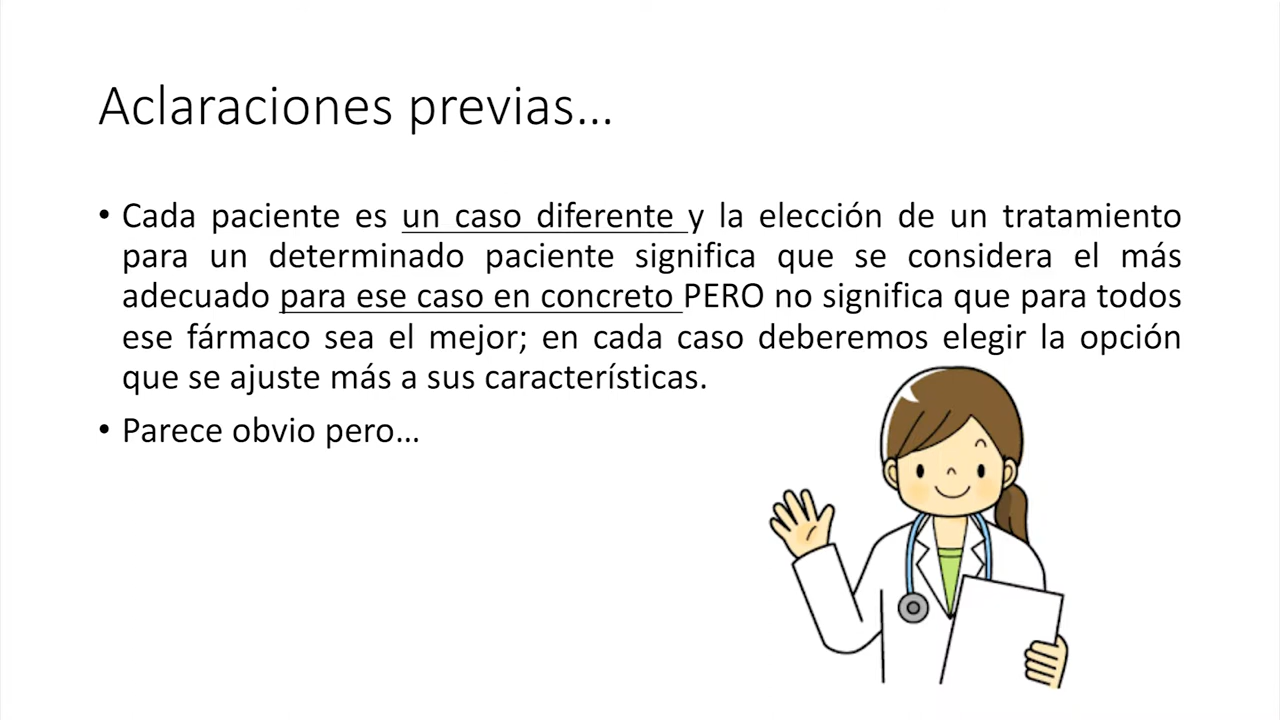 Aclaraciones previas...
• Cada paciente es un caso diferente y la elección de un tratamiento
para un determinado paciente significa que se considera el más
adecuado para ese caso en concreto PERO no significa que para todos
ese fármaco sea el mejor; en cada caso deberemos elegir la opción
que se ajuste más a sus características.
• Parece obvio pero...